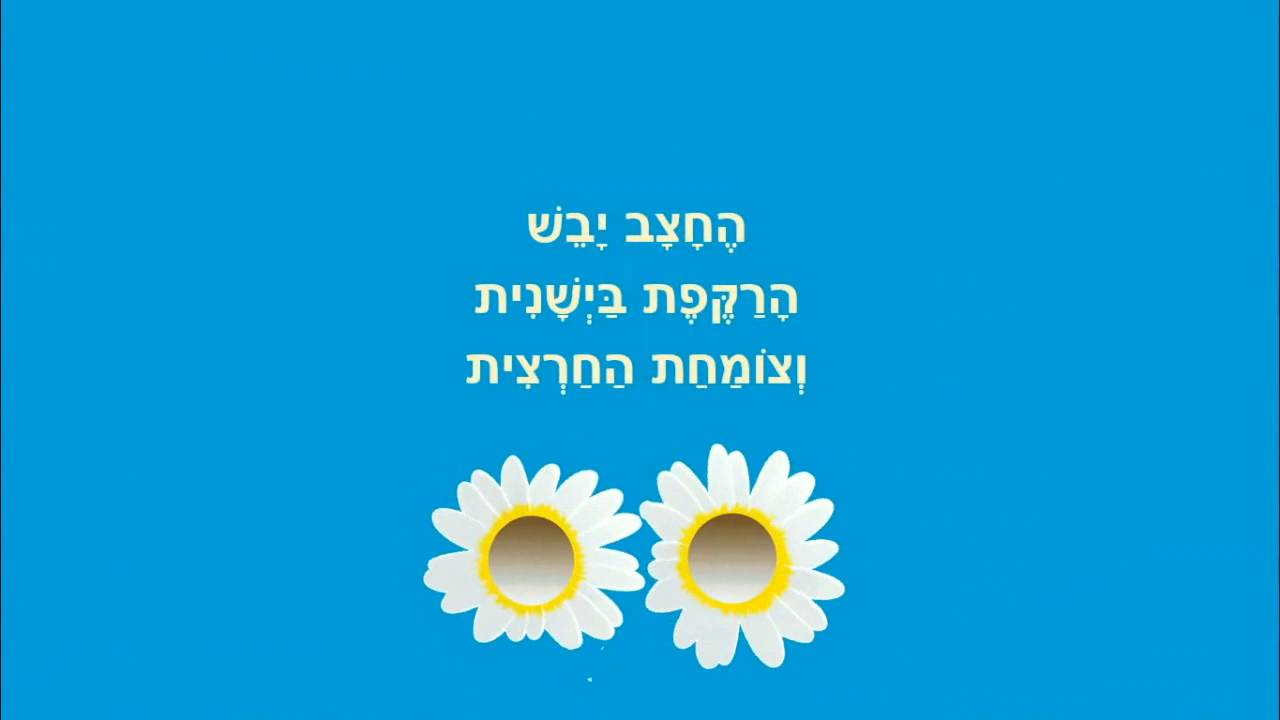 הֶחָצָב יָבֵשׁ
הָרַקֶּפֶת בַּיְשָׁנִית
וְצוֹמַחַת הַחַרְצִית